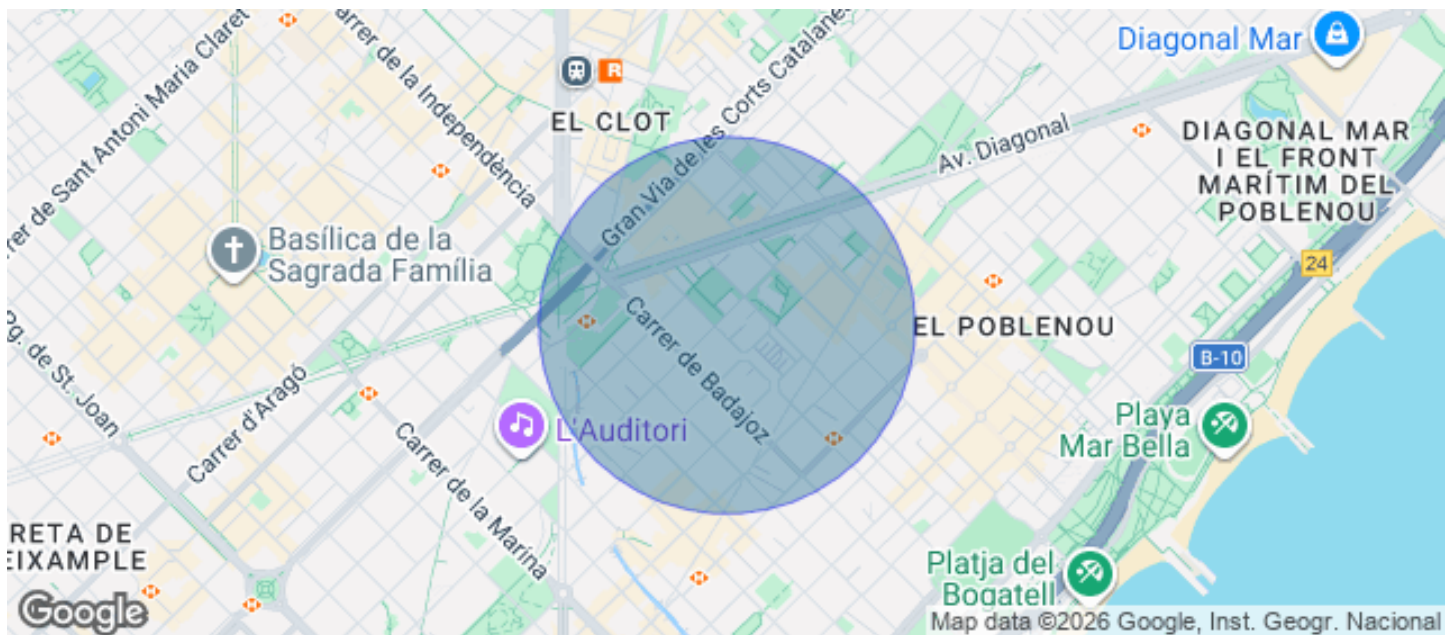 Carrer de Sant Antoni Maria Claret
Carrer de la Independència
EL CLOT
R
Gran Via de les Corts Catalanes
Diagonal Mar
Av. Diagonal
DIAGONAL MAR
I EL FRONT
MARÍTIM DEL
POBLENOU
Basílica de la
Sagrada Família
24
M
Carrer de Badajoz
EL POBLENOU
B-10
Pg. de St. Joan
Carrer d'Aragó
L'Auditori
Carrer de la Marina
Playa
Mar Bella
RETA DE
EIXAMPLE
Platja del
Bogatell
Google
Map data ©2026 Google, Inst. Geogr. Nacional